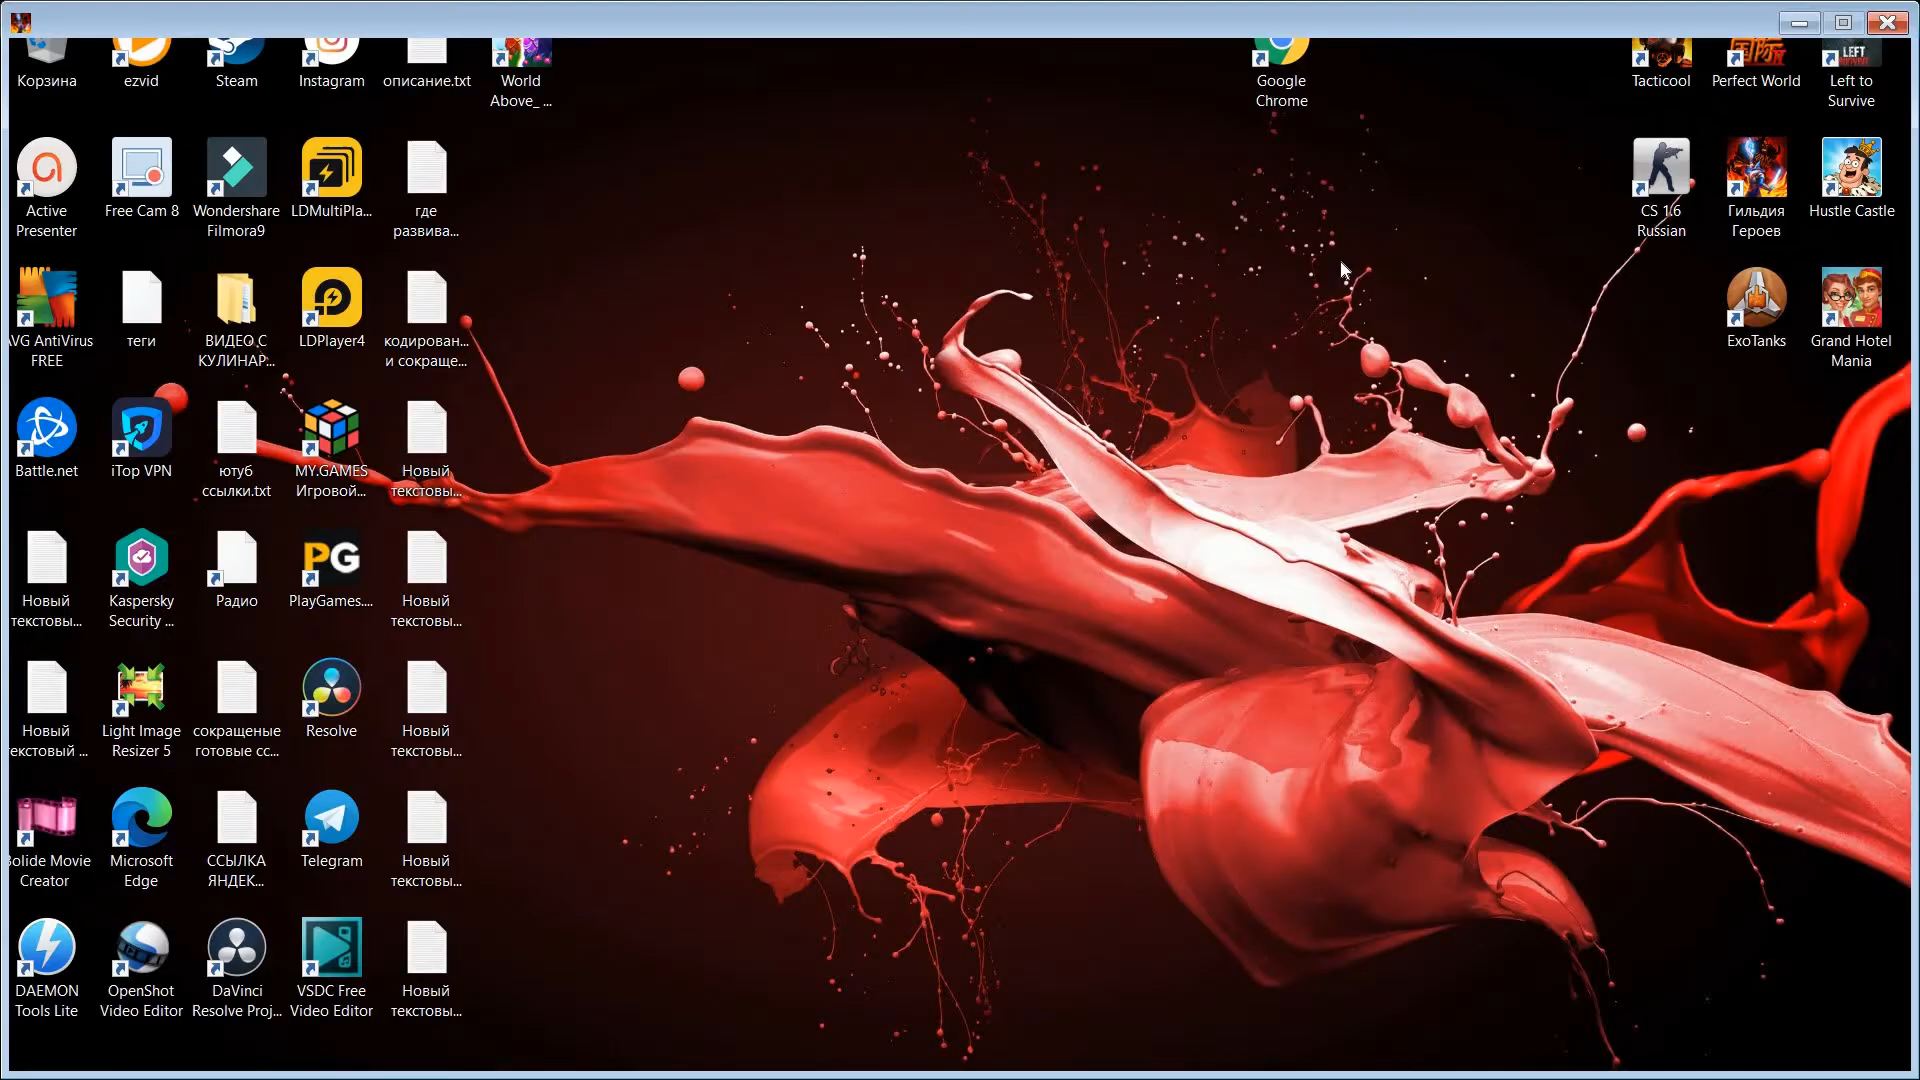 Корзина
ezvid
Steam
Instagram
описание.txt
World
Above_ ...
Google
Chrome
Tacticool
Perfect World
LEFT
Left to
Survive
Active
Presenter
Free Cam 8
Wondershare
Filmora9
LDMultiPla...
где
развива...
CS 1.6
Russian
Гильдия
Героев
Hustle Castle
AVG AntiVirus
FREE
теги
ВИДЕО С
КУЛИНАР...
LDPlayer4
кодирован...
и сокраще...
ExoTanks
Grand Hotel
Mania
Battle.net
iTop VPN
ютуб
ссылки.txt
MY.GAMES
Игровой...
Новый
текстовы...
Новый
текстовы...
Kaspersky
Security ...
Радио
PG
PlayGames....
Новый
текстовы...
Новый
текстовый ...
Light Image
Resizer 5
сокращеные
готовые сс...
Resolve
Новый
текстовы...
Bolide Movie
Creator
Microsoft
Edge
ССЫЛКА
ЯНДЕК...
Telegram
Новый
текстовы...
DAEMON
Tools Lite
OpenShot
Video Editor
DaVinci
Resolve Proj...
VSDC Free
Video Editor
Новый
текстовы...